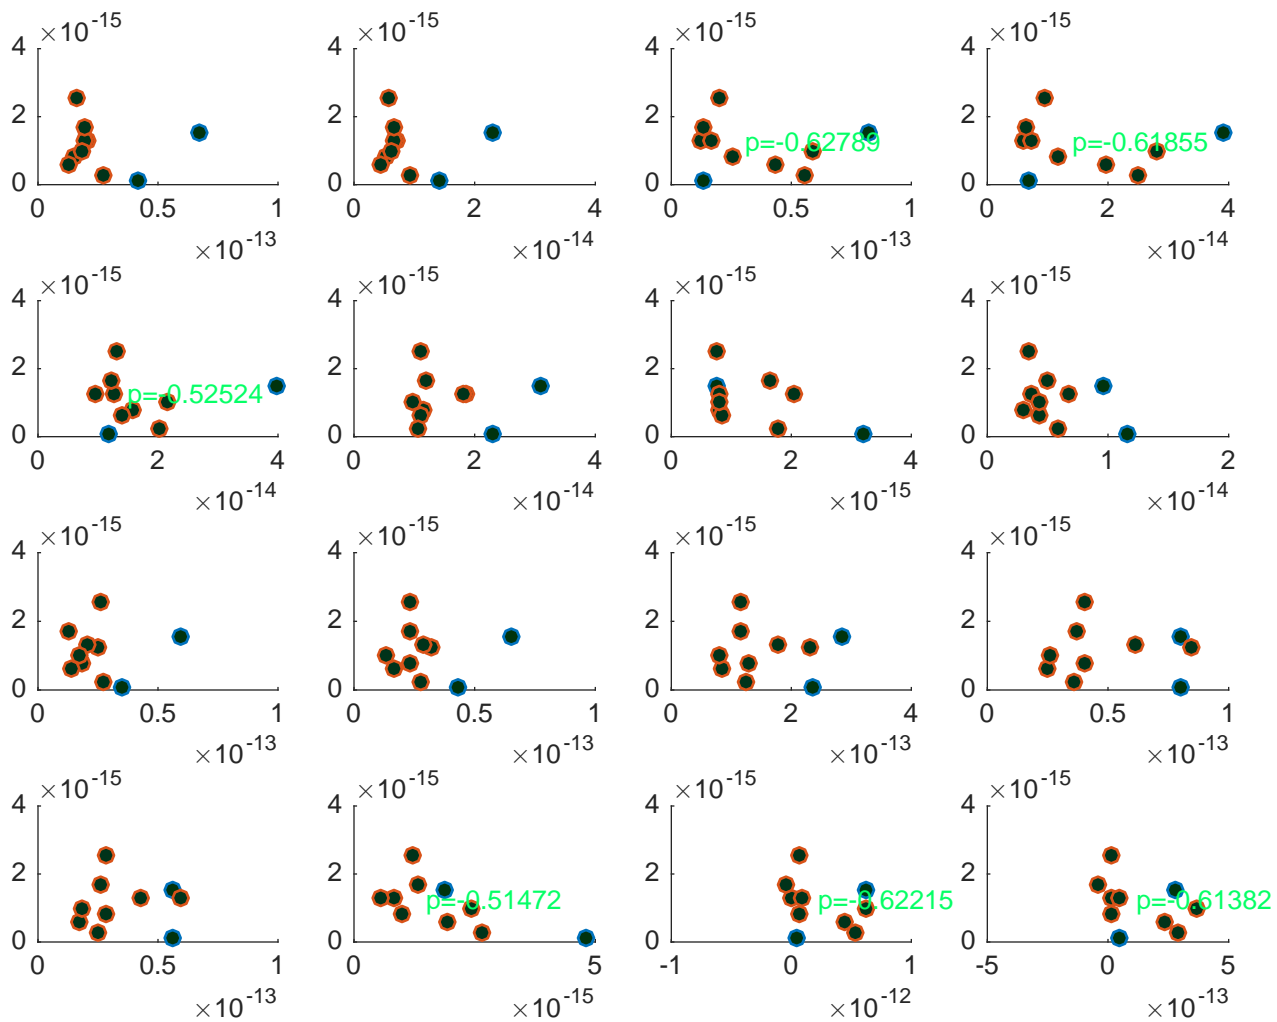 ×10-15 ×10-15 ×10-15 ×10-15
4 4 4 4
2 2 2 2
p=-0.62789 p=-0.61855
0 0 0 0
0 0.5 1 0 2 4 0 0.5 1 0 2 4
×10-13 ×10-14 ×10-13 ×10-14
×10-15 ×10-15 ×10-15 ×10-15
4 4 4 4
2 2 2 2
p=-0.52524
0 0 0 0
0 2 4 0 2 4 0 2 4 0 1 2
×10-14 ×10-14 ×10-15 ×10-14
×10-15 ×10-15 ×10-15 ×10-15
4 4 4 4
2 2 2 2
0 0 0 0
0 0.5 1 0 0.5 1 0 2 4 0 0.5 1
×10-13 ×10-13 ×10-13 ×10-13
×10-15 ×10-15 ×10-15 ×10-15
4 4 4 4
2 2 2 2
p=-0.51472 p=-0.62215 p=-0.61382
0 0 0 0
0 0.5 1 0 5 -1 0 1 -5 0 5
×10-13 ×10-15 ×10-12 ×10-13